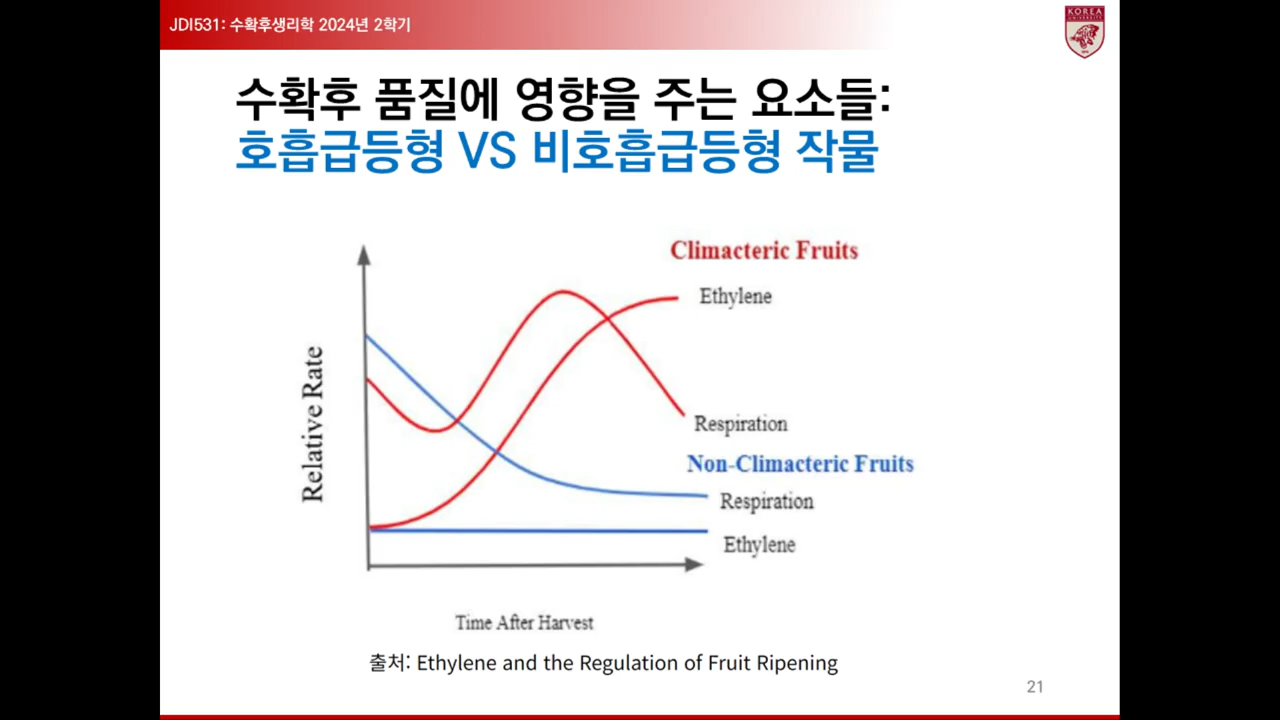 JDI531: 수확후생리학 2024년 2학기
KOREA
UNIVERSITY
수확후 품질에 영향을 주는 요소들:
호흡급등형 VS 비호흡급등형 작물
Climacteric Fruits
Ethylene
Relative Rate
Respiration
Non-Climacteric Fruits
Respiration
Ethylene
Time After Harvest
출처: Ethylene and the Regulation of Fruit Ripening
21